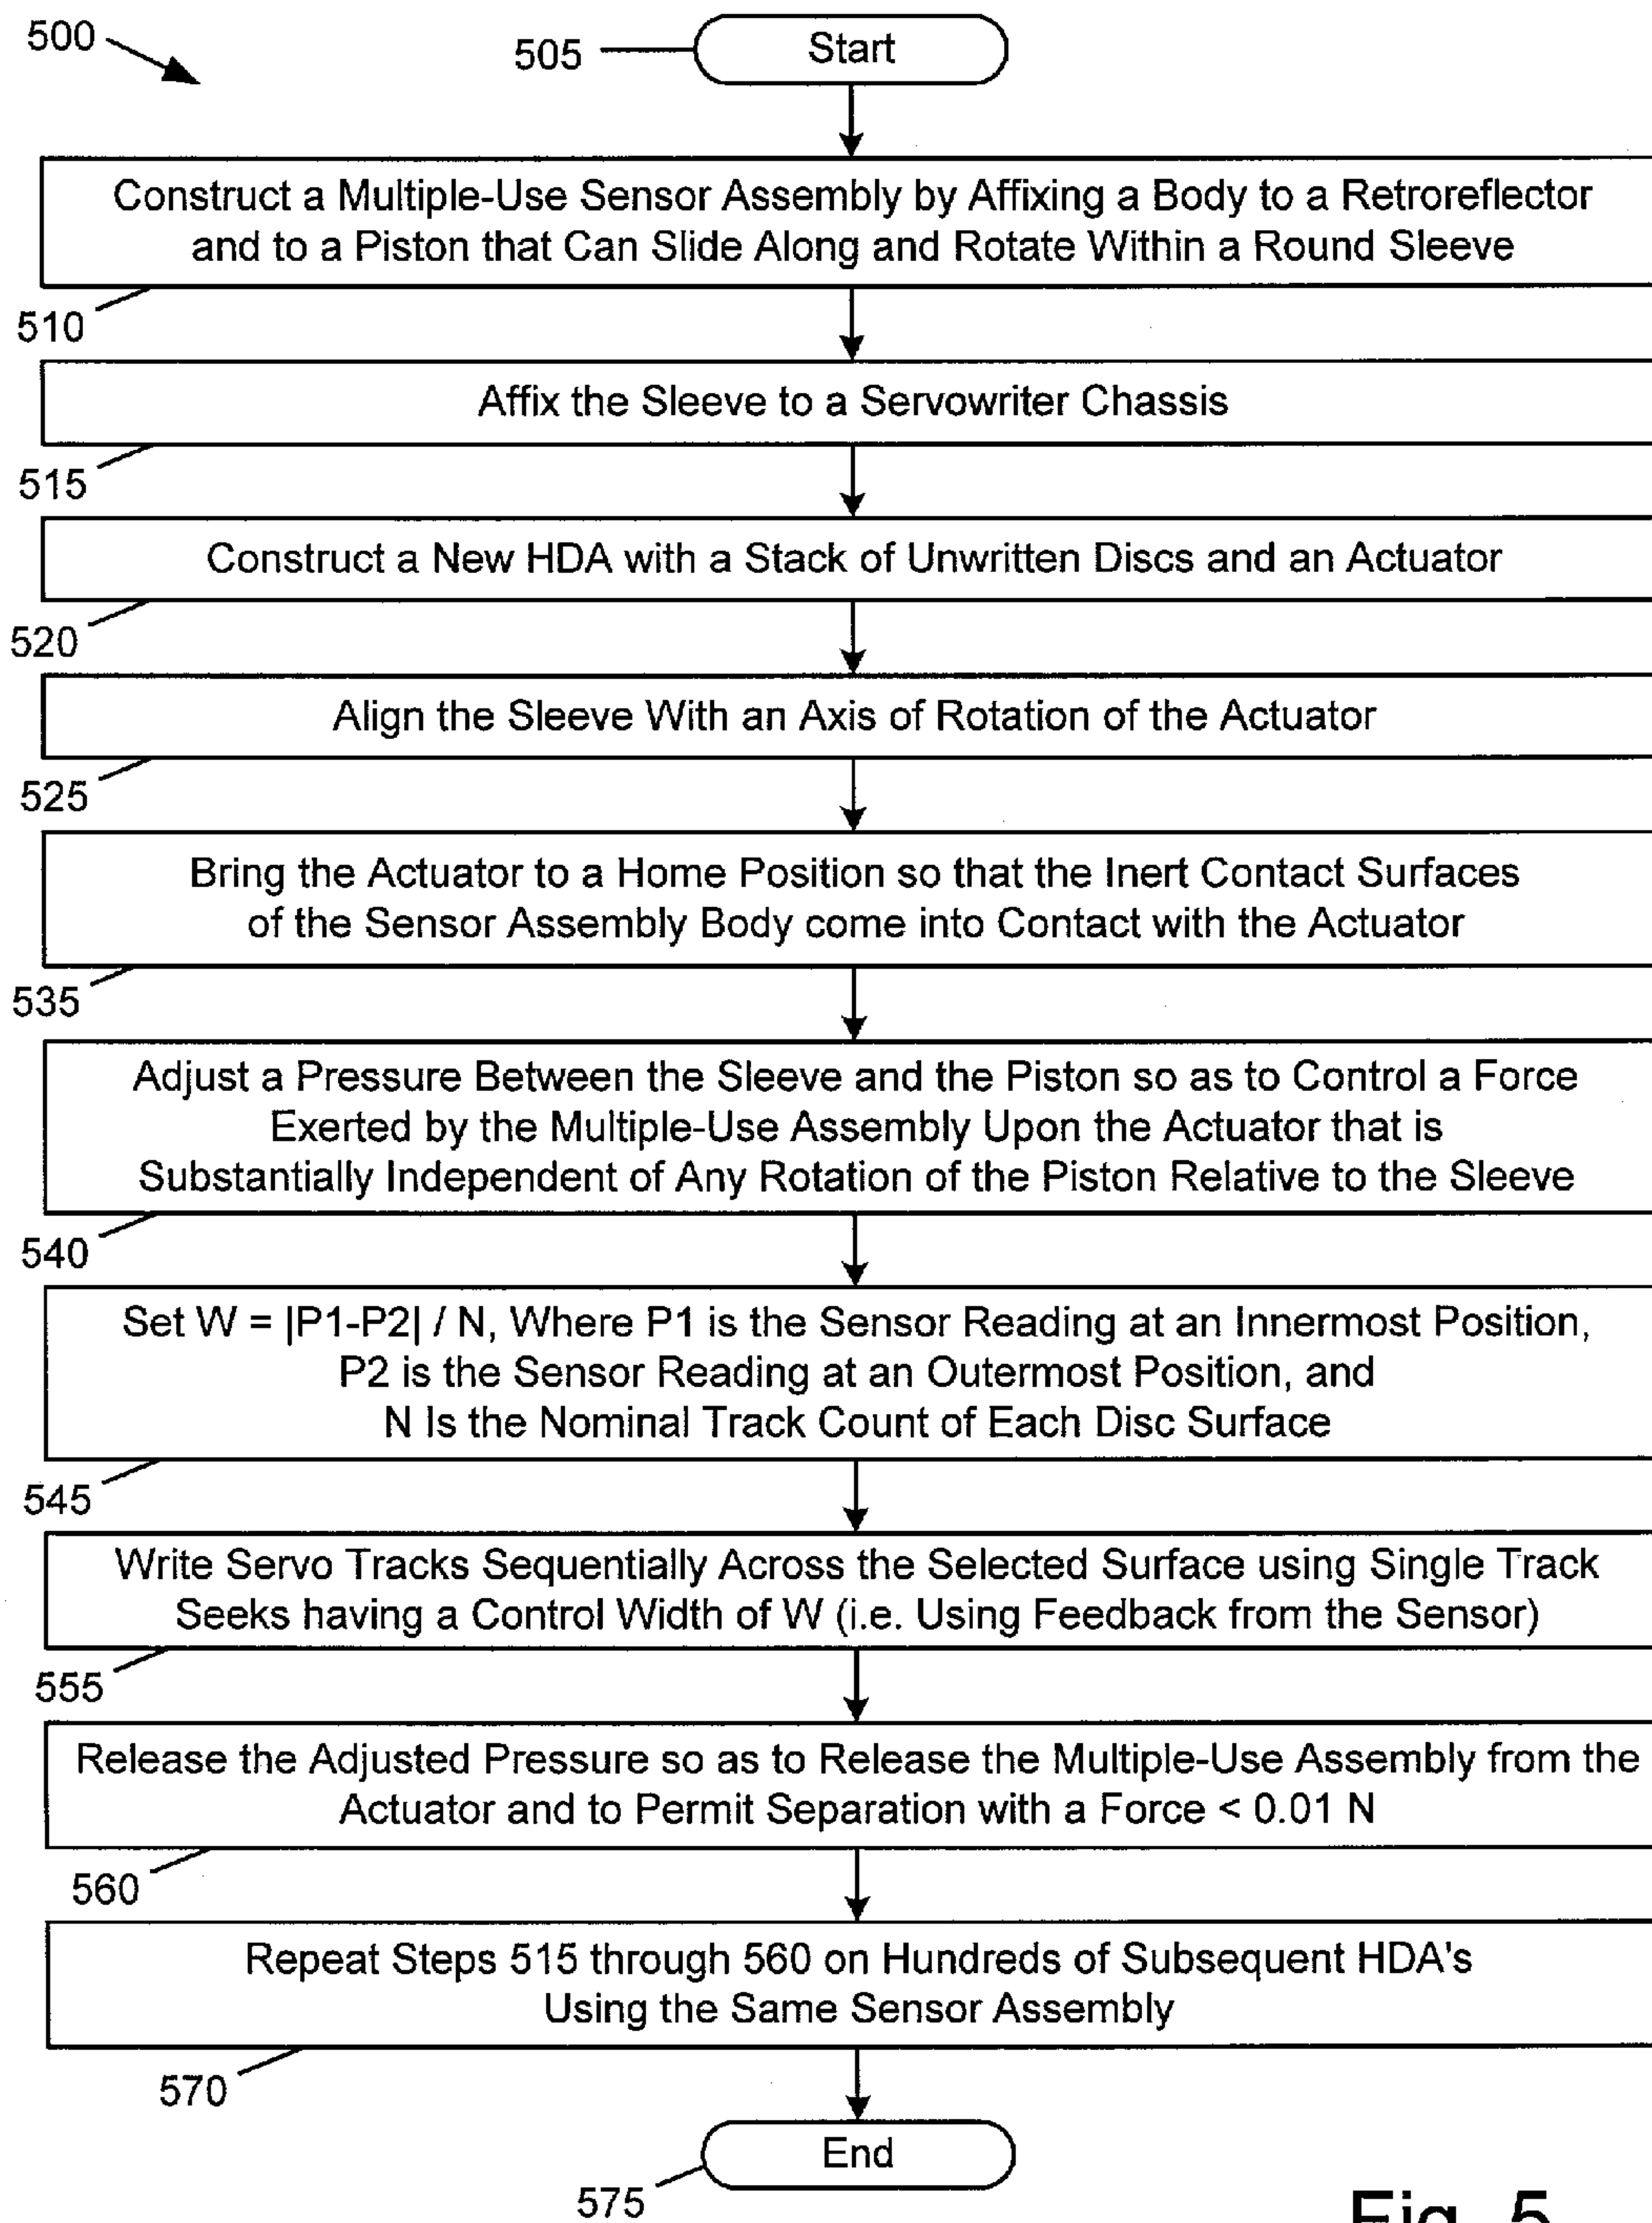 500
505
Start
Construct a Multiple-Use Sensor Assembly by Affixing a Body to a Retroreflector
and to a Piston that Can Slide Along and Rotate Within a Round Sleeve
510
Affix the Sleeve to a Servowriter Chassis
515
Construct a New HDA with a Stack of Unwritten Discs and an Actuator
520
Align the Sleeve With an Axis of Rotation of the Actuator
525
Bring the Actuator to a Home Position so that the Inert Contact Surfaces
of the Sensor Assembly Body come into Contact with the Actuator
535
Adjust a Pressure Between the Sleeve and the Piston so as to Control a Force
Exerted by the Multiple-Use Assembly Upon the Actuator that is
Substantially Independent of Any Rotation of the Piston Relative to the Sleeve
540
Set W = |P1-P2| / N, Where P1 is the Sensor Reading at an Innermost Position,
P2 is the Sensor Reading at an Outermost Position, and
N Is the Nominal Track Count of Each Disc Surface
545
Write Servo Tracks Sequentially Across the Selected Surface using Single Track
Seeks having a Control Width of W (i.e. Using Feedback from the Sensor)
555
Release the Adjusted Pressure so as to Release the Multiple-Use Assembly from the
Actuator and to Permit Separation with a Force < 0.01 N
560
Repeat Steps 515 through 560 on Hundreds of Subsequent HDA's
Using the Same Sensor Assembly
570
End
575
Fig. 5